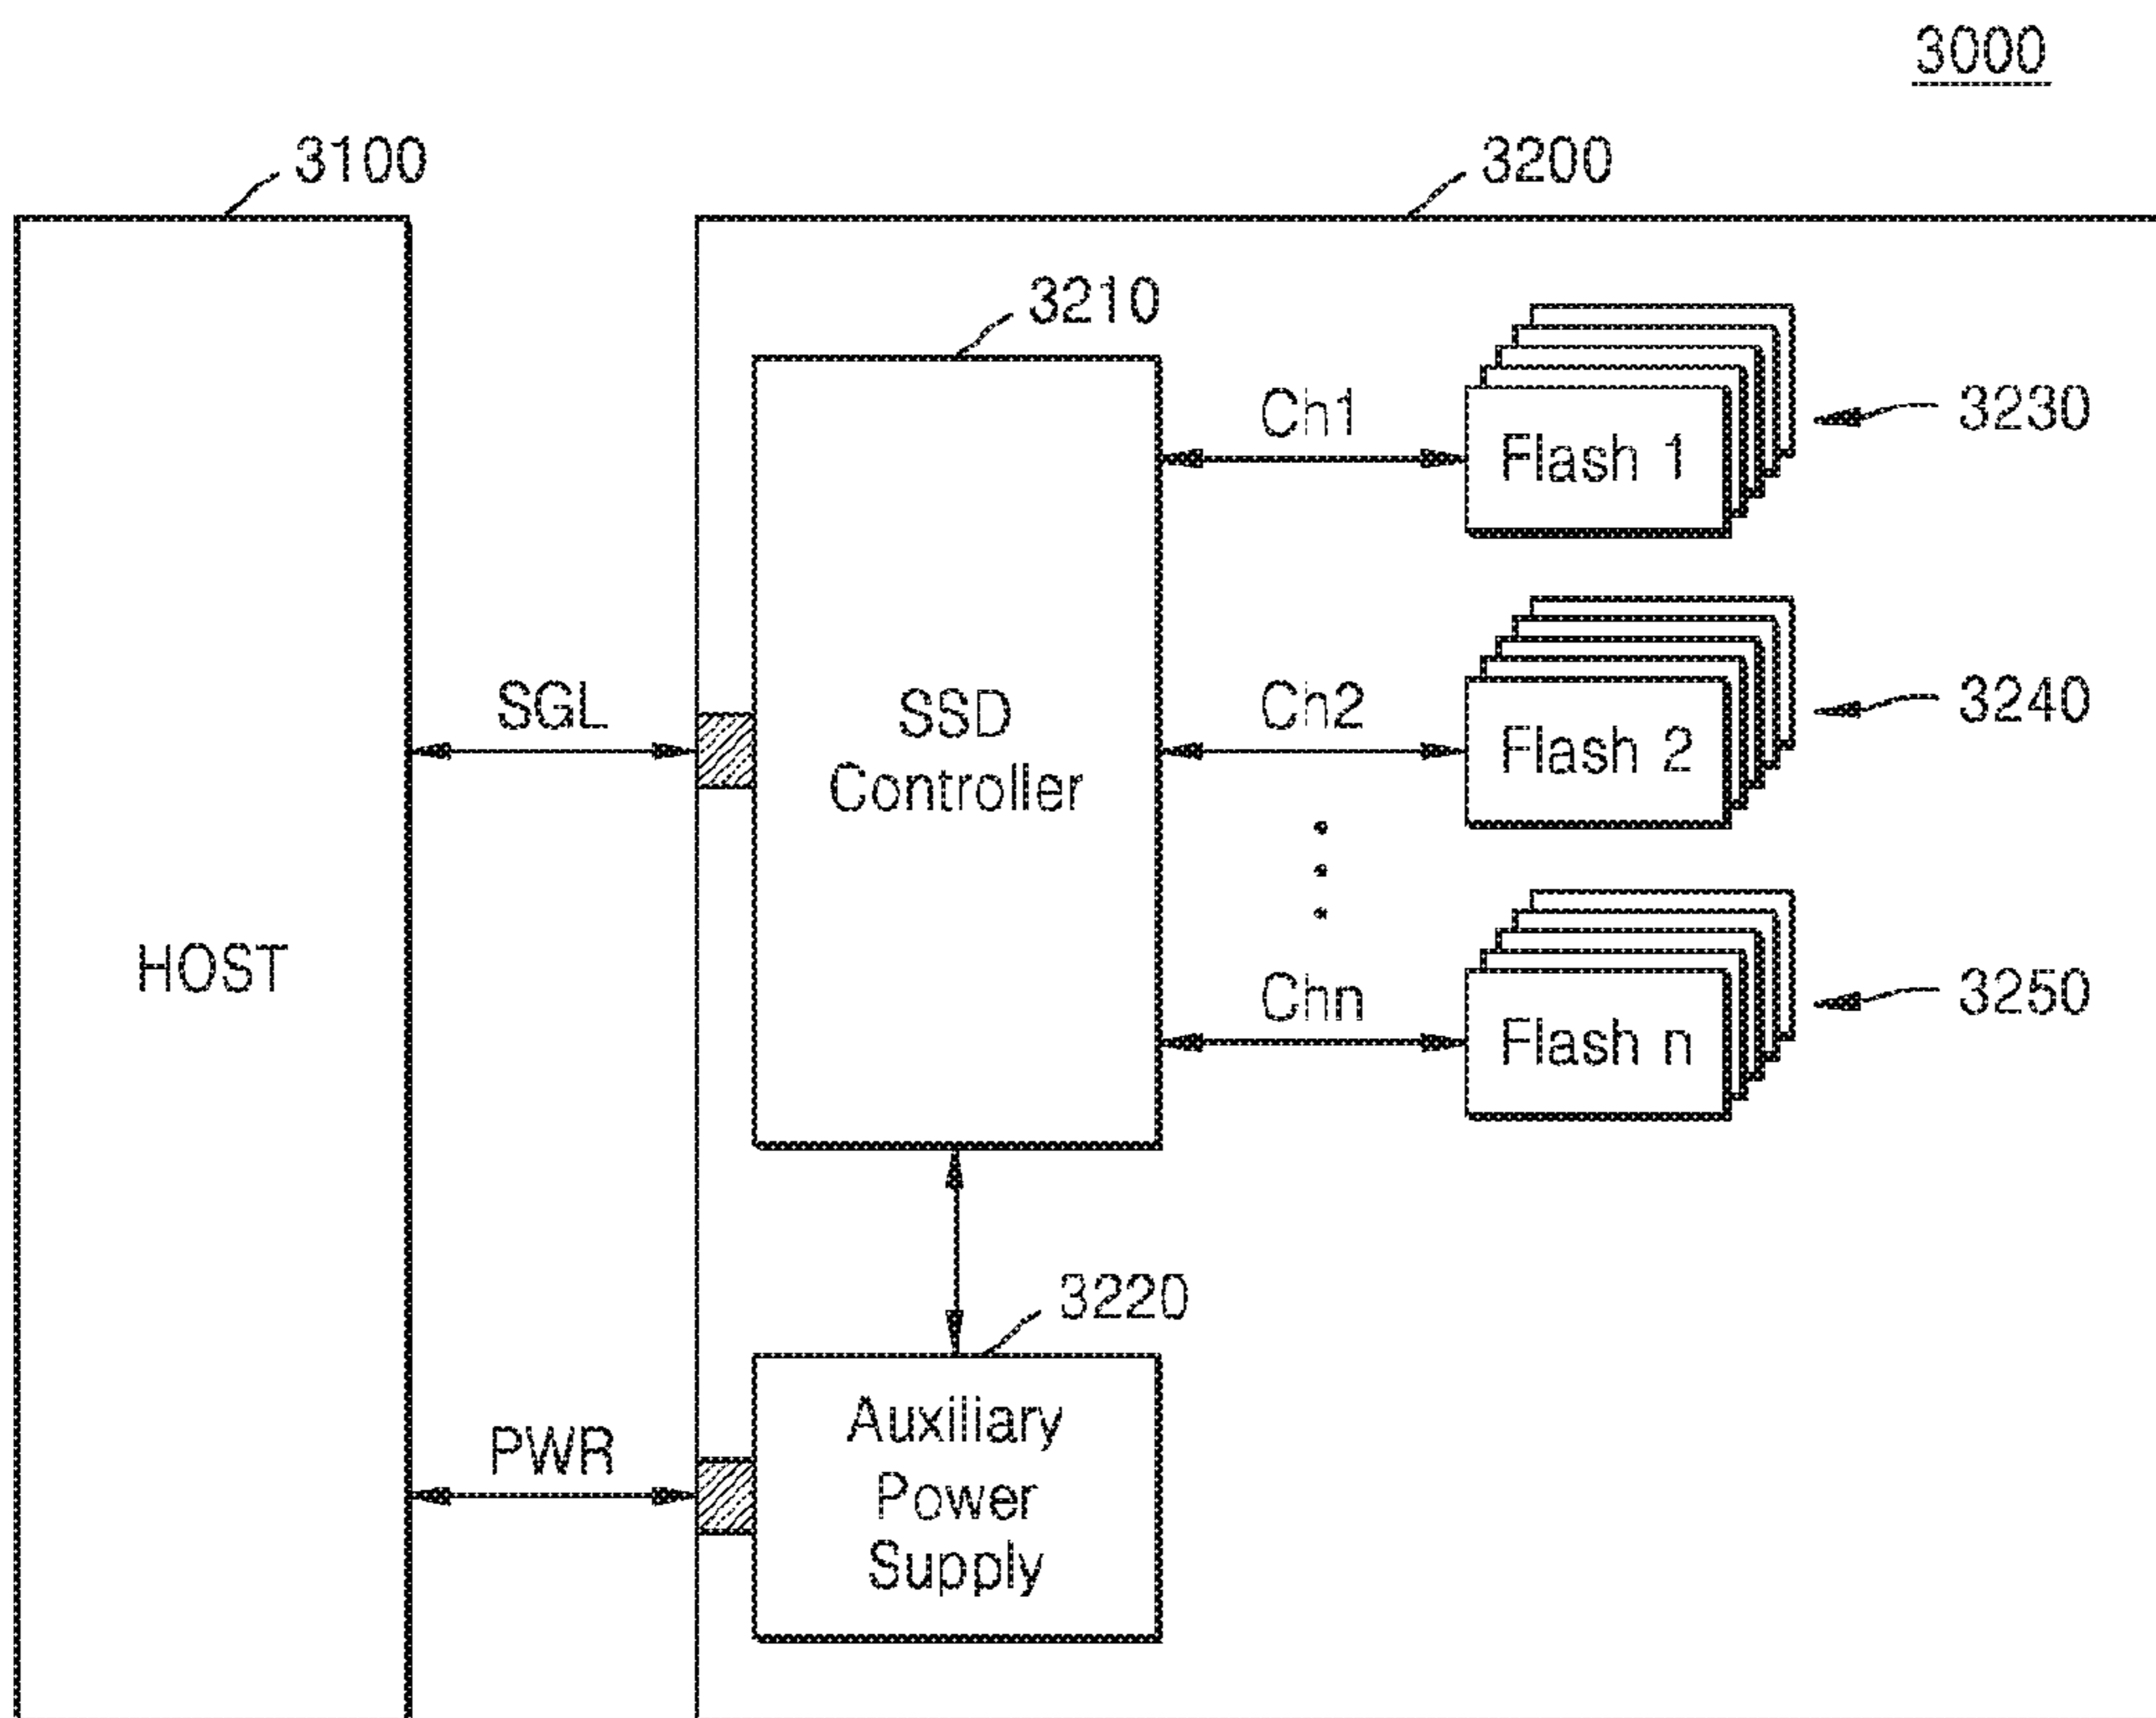 3000
3100
3200
3210
Ch1
Flash 1
3230
SGL
SSD
Controller
Ch2
Flash 2
3240
HOST
Chn
Flash n
3250
3220
PWR
Auxiliary
Power
Supply